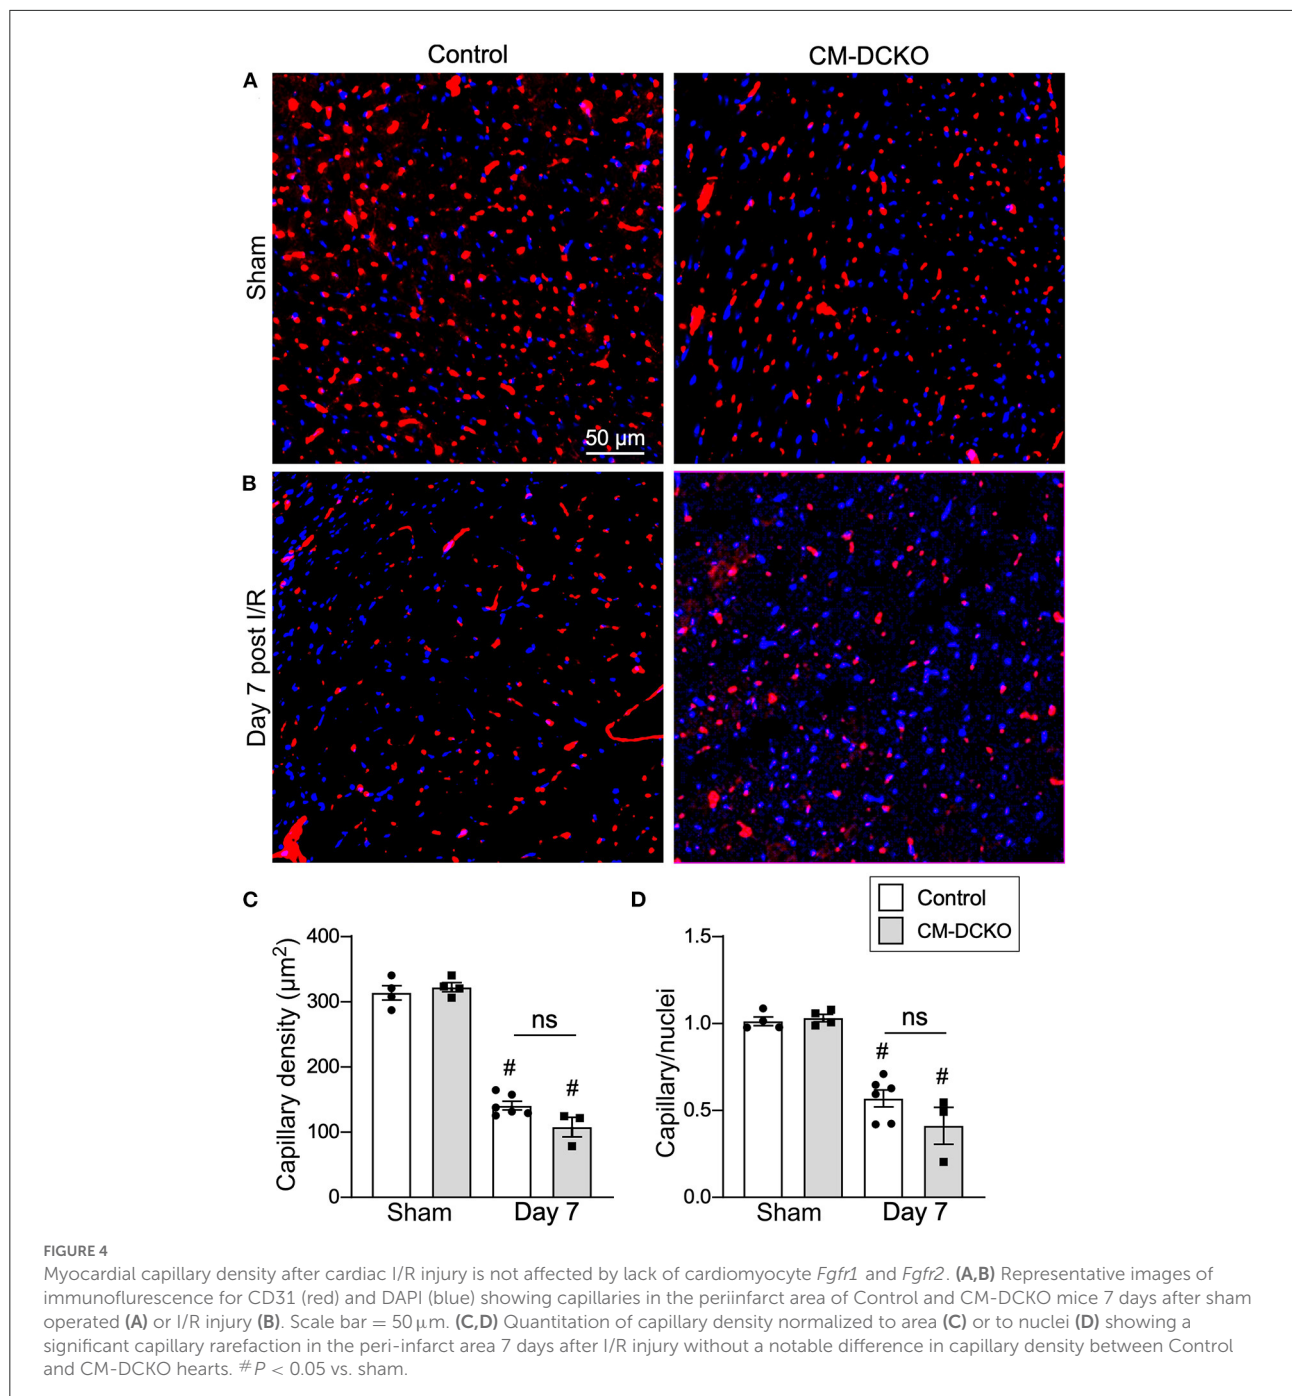 Control
CM-DCKO
A
Sham
50 µm
B
Day 7 post I/R
C
Capillary density (µm²)
400
300
200
100
0
#
ns
#
Sham
Day 7
D
Control
CM-DCKO
Capillary/nuclei
1.5
1.0
0.5
0.0
#
ns
#
Sham
Day 7
FIGURE 4
Myocardial capillary density after cardiac I/R injury is not affected by lack of cardiomyocyte Fgfr1 and Fgfr2. (A,B) Representative images of
immunoflurescence for CD31 (red) and DAPI (blue) showing capillaries in the periinfarct area of Control and CM-DCKO mice 7 days after sham
operated (A) or I/R injury (B). Scale bar = 50 µm. (C,D) Quantitation of capillary density normalized to area (C) or to nuclei (D) showing a
significant capillary rarefaction in the peri-infarct area 7 days after I/R injury without a notable difference in capillary density between Control
and CM-DCKO hearts. #P < 0.05 vs. sham.